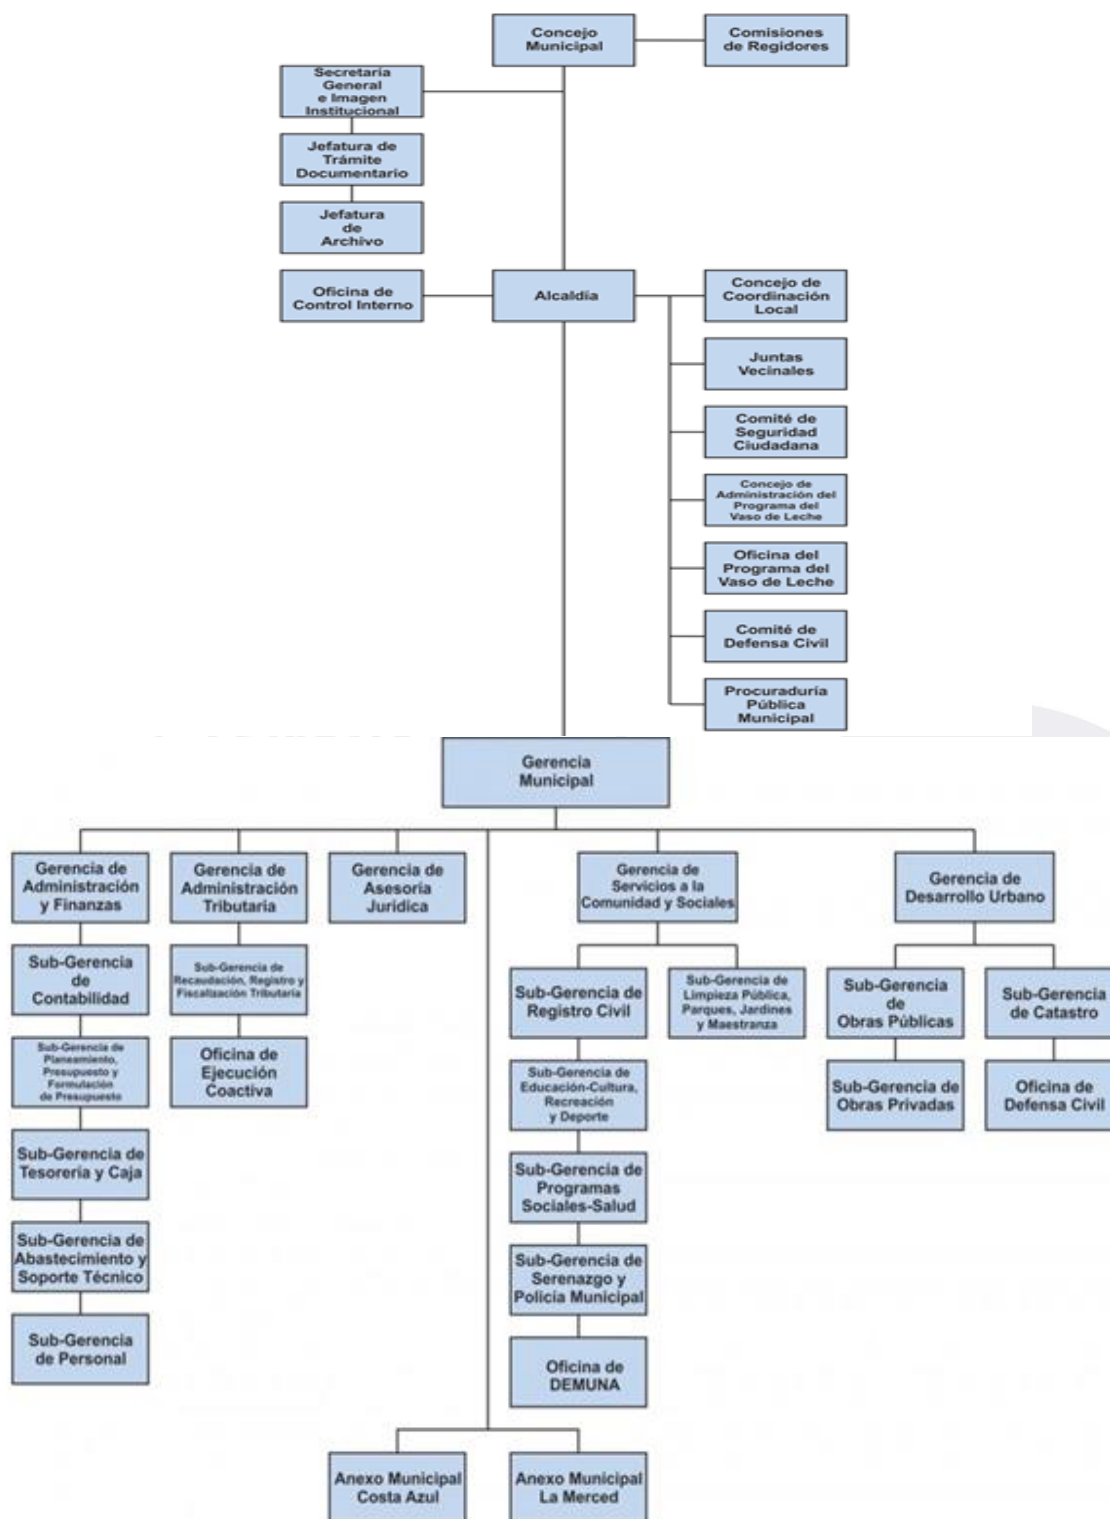 Concejo
Municipal
Comisiones
de Regidores
Secretaría
General
e Imagen
Institucional
Jefatura de
Trámite
Documentario
Jefatura
de
Archivo
Oficina de
Control Interno
Alcaldía
Concejo de
Coordinación
Local
Juntas
Vecinales
Comité de
Seguridad
Ciudadana
Concejo de
Administración del
Programa del
Vaso de Leche
Oficina del
Programa del
Vaso de Leche
Comité de
Defensa Civil
Procuraduría
Pública
Municipal
Gerencia
Municipal
Gerencia de
Administración
y Finanzas
Gerencia de
Administración
Tributaria
Gerencia de
Asesoría
Jurídica
Gerencia de
Servicios a la
Comunidad y Sociales
Gerencia de
Desarrollo Urbano
Sub-Gerencia
de
Contabilidad
Sub-Gerencia de
Recaudación, Registro y
Fiscalización Tributaria
Sub-Gerencia de
Registro Civil
Sub-Gerencia de
Limpieza Pública,
Parques, Jardines
y Maestranza
Sub-Gerencia
de
Obras Públicas
Sub-Gerencia
de Catastro
Sub-Gerencia de
Planeamiento,
Presupuesto y
Formulación
de Presupuesto
Oficina de
Ejecución
Coactiva
Sub-Gerencia de
Educación-Cultura,
Recreación
y Deporte
Sub-Gerencia de
Obras Privadas
Oficina de
Defensa Civil
Sub-Gerencia de
Tesorería y Caja
Sub-Gerencia de
Programas
Sociales-Salud
Sub-Gerencia de
Abastecimiento y
Soporte Técnico
Sub-Gerencia de
Serenazgo y
Policía Municipal
Sub-Gerencia
de Personal
Oficina de
DEMUNA
Anexo Municipal
Costa Azul
Anexo Municipal
La Merced